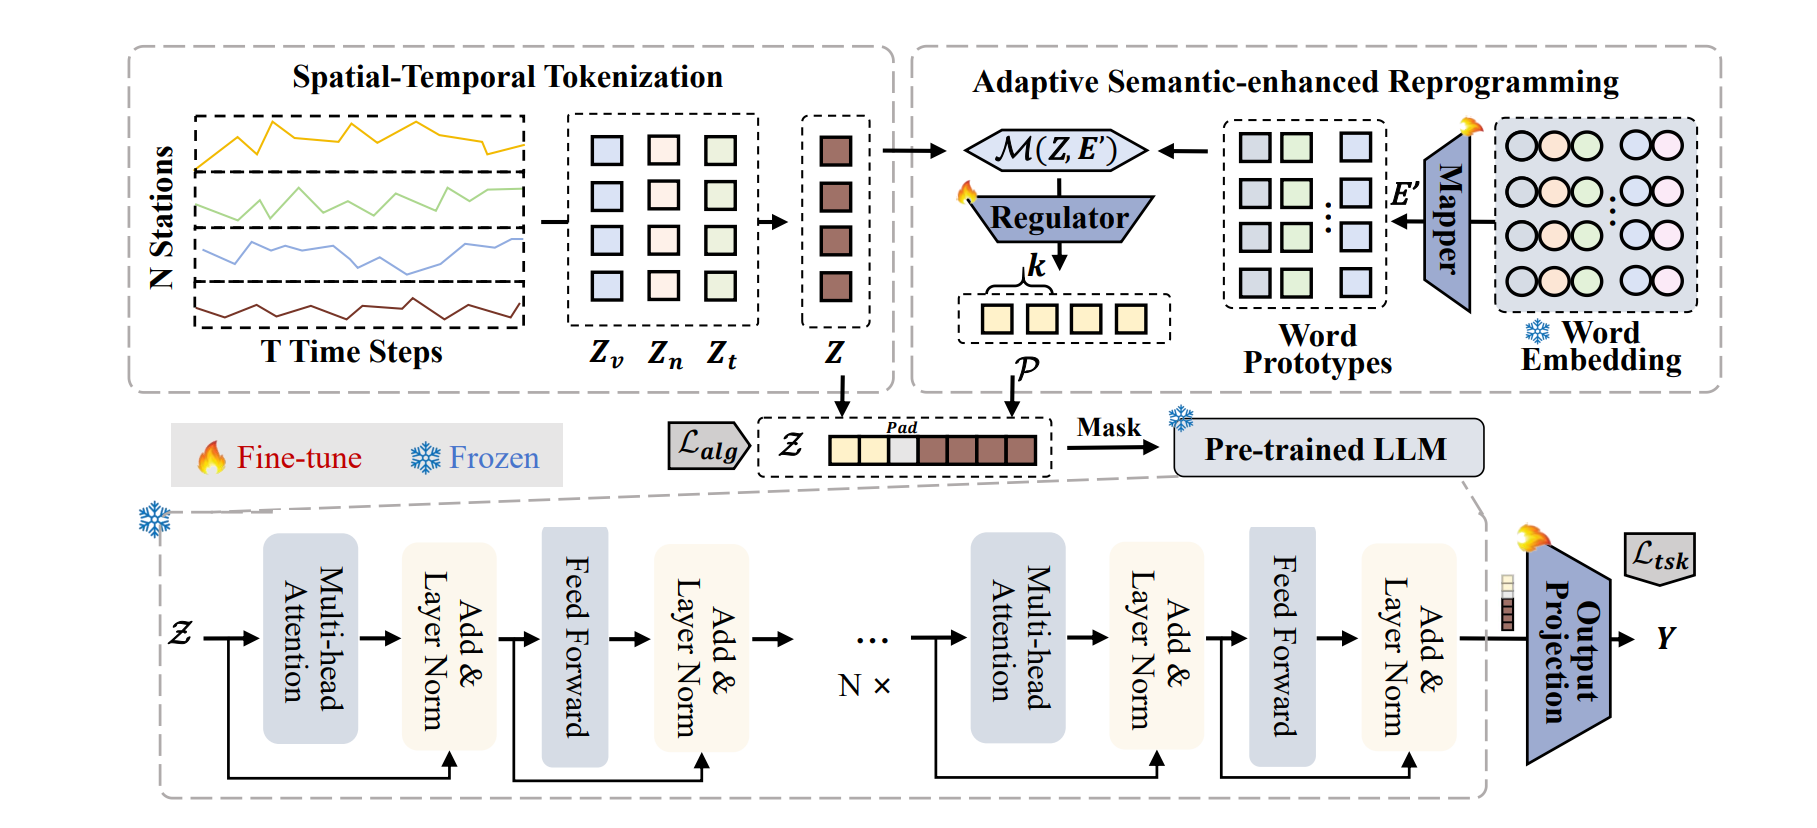 Spatial-Temporal Tokenization
N Stations
T Time Steps
Z_v Z_n Z_t Z
Adaptive Semantic-enhanced Reprogramming
ℳ(Z, E')
Regulator
k
𝒫
E'
Mapper
Word
Prototypes
Word
Embedding
Fine-tune
Frozen
ℒ_alg
𝒵
Pad
Mask
Pre-trained LLM
𝒵
Multi-head
Attention
Add &
Layer Norm
Feed Forward
Add &
Layer Norm
...
N ×
Multi-head
Attention
Add &
Layer Norm
Feed Forward
Add &
Layer Norm
Output
Projection
ℒ_tsk
Y